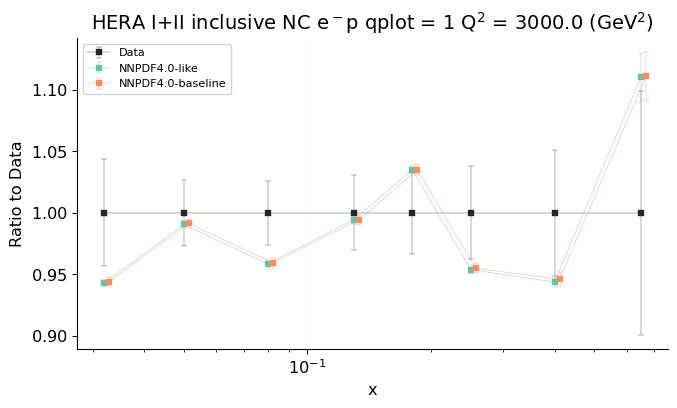 HERA I+II inclusive NC e⁻p qplot = 1 Q² = 3000.0 (GeV²)
Data
NNPDF4.0-like
NNPDF4.0-baseline
Ratio to Data
1.10
1.05
1.00
0.95
0.90
10⁻¹
x